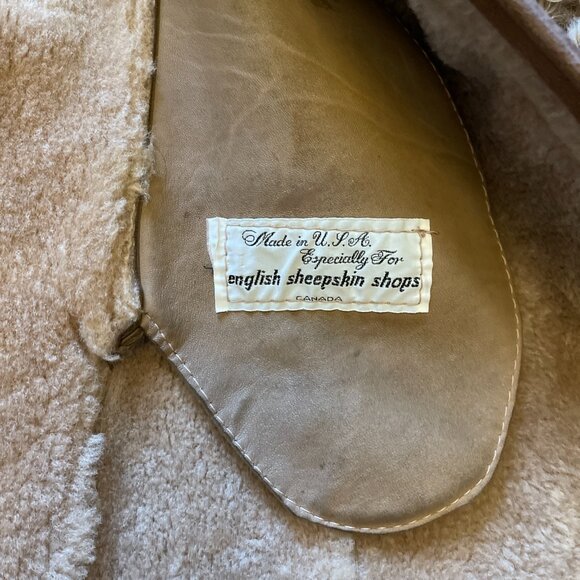 Made in U.S.A.
Especially For
english sheepskin shops
CANADA